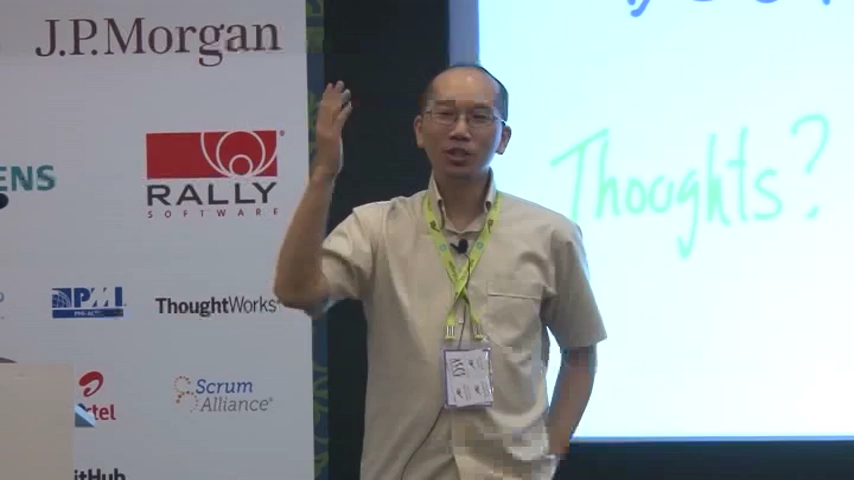 J.P.Morgan
RALLY
SOFTWARE
ENS
PMI
ThoughtWorks
Scrum
Alliance
tel
itHub
Thoughts?